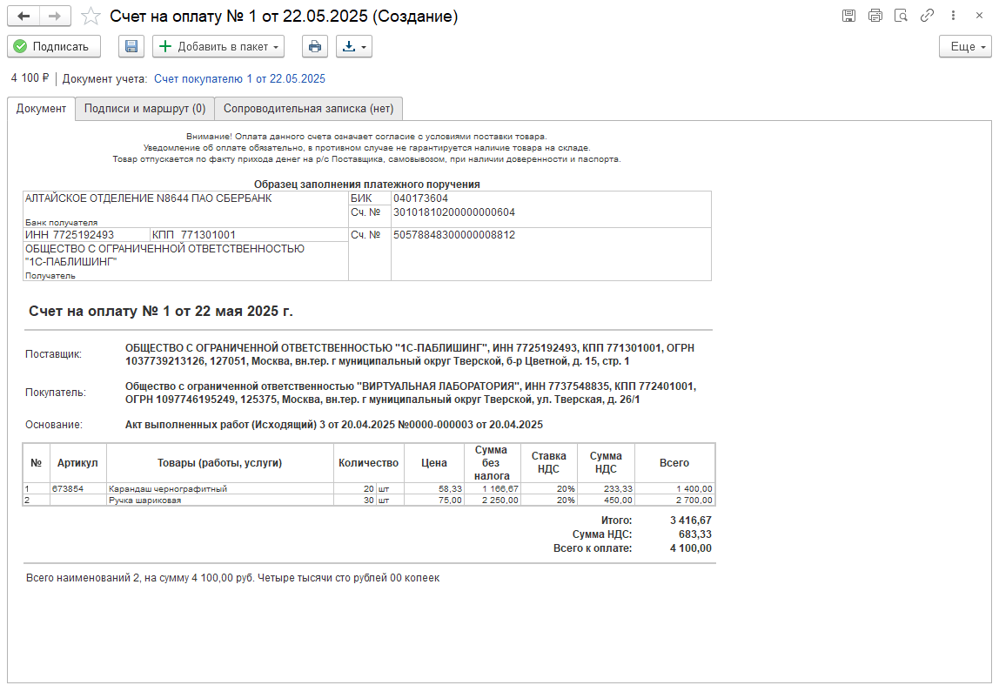 Счет на оплату № 1 от 22.05.2025 (Создание)
Подписать
Добавить в пакет
Еще
4 100 ₽ Документ учета: Счет покупателю 1 от 22.05.2025
Документ
Подписи и маршрут (0)
Сопроводительная записка (нет)
Внимание! Оплата данного счета означает согласие с условиями поставки товара.
Уведомление об оплате обязательно, в противном случае не гарантируется наличие товара на складе.
Товар отпускается по факту прихода денег на р/с Поставщика, самовывозом, при наличии доверенности и паспорта.
Образец заполнения платежного поручения
АЛТАЙСКОЕ ОТДЕЛЕНИЕ N8644 ПАО СБЕРБАНК БИК 040173604
Сч. № 30101810200000000604
Банк получателя
ИНН 7725192493 КПП 771301001 Сч. № 50578848300000008812
ОБЩЕСТВО С ОГРАНИЧЕННОЙ ОТВЕТСТВЕННОСТЬЮ
"1С-ПАБЛИШИНГ"
Получатель
Счет на оплату № 1 от 22 мая 2025 г.
Поставщик:
ОБЩЕСТВО С ОГРАНИЧЕННОЙ ОТВЕТСТВЕННОСТЬЮ "1С-ПАБЛИШИНГ", ИНН 7725192493, КПП 771301001, ОГРН
1037739213126, 127051, Москва, вн.тер. г муниципальный округ Тверской, б-р Цветной, д. 15, стр. 1
Покупатель:
Общество с ограниченной ответственностью "ВИРТУАЛЬНАЯ ЛАБОРАТОРИЯ", ИНН 7737548835, КПП 772401001,
ОГРН 1097746195249, 125375, Москва, вн.тер. г муниципальный округ Тверской, ул. Тверская, д. 26/1
Основание: Акт выполненных работ (Исходящий) 3 от 20.04.2025 №0000-000003 от 20.04.2025
№ Артикул Товары (работы, услуги) Количество Цена Сумма без налога Ставка НДС Сумма НДС Всего
1 673854 Карандаш чернографитный 20 шт 58,33 1 166,67 20% 233,33 1 400,00
2 Ручка шариковая 30 шт 75,00 2 250,00 20% 450,00 2 700,00
Итого: 3 416,67
Сумма НДС: 683,33
Всего к оплате: 4 100,00
Всего наименований 2, на сумму 4 100,00 руб. Четыре тысячи сто рублей 00 копеек